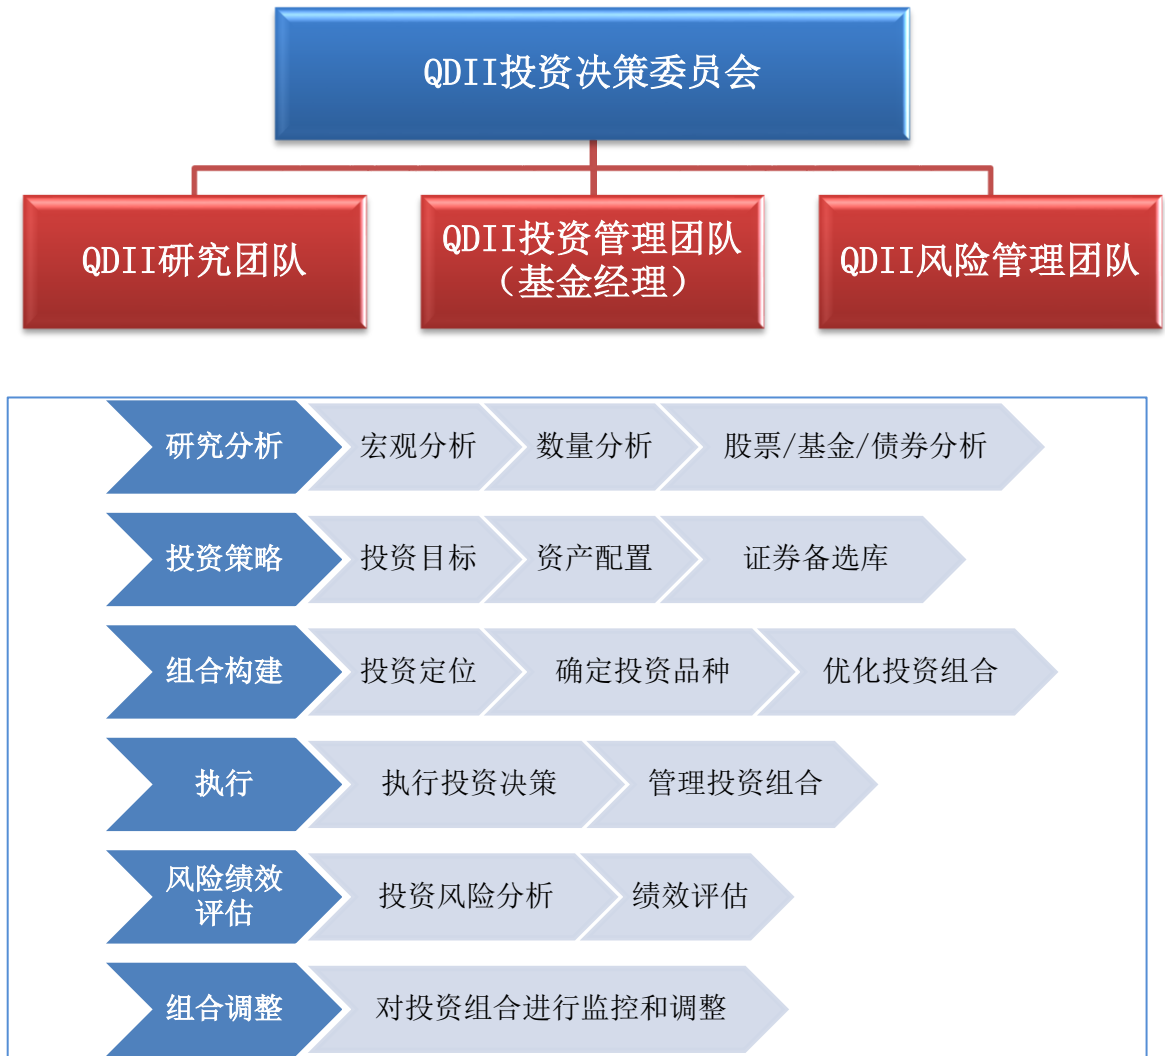 QDII投资决策委员会
QDII研究团队
QDII投资管理团队
（基金经理）
QDII风险管理团队
研究分析 宏观分析 数量分析 股票/基金/债券分析
投资策略 投资目标 资产配置 证券备选库
组合构建 投资定位 确定投资品种 优化投资组合
执行 执行投资决策 管理投资组合
风险绩效
评估
投资风险分析 绩效评估
组合调整 对投资组合进行监控和调整